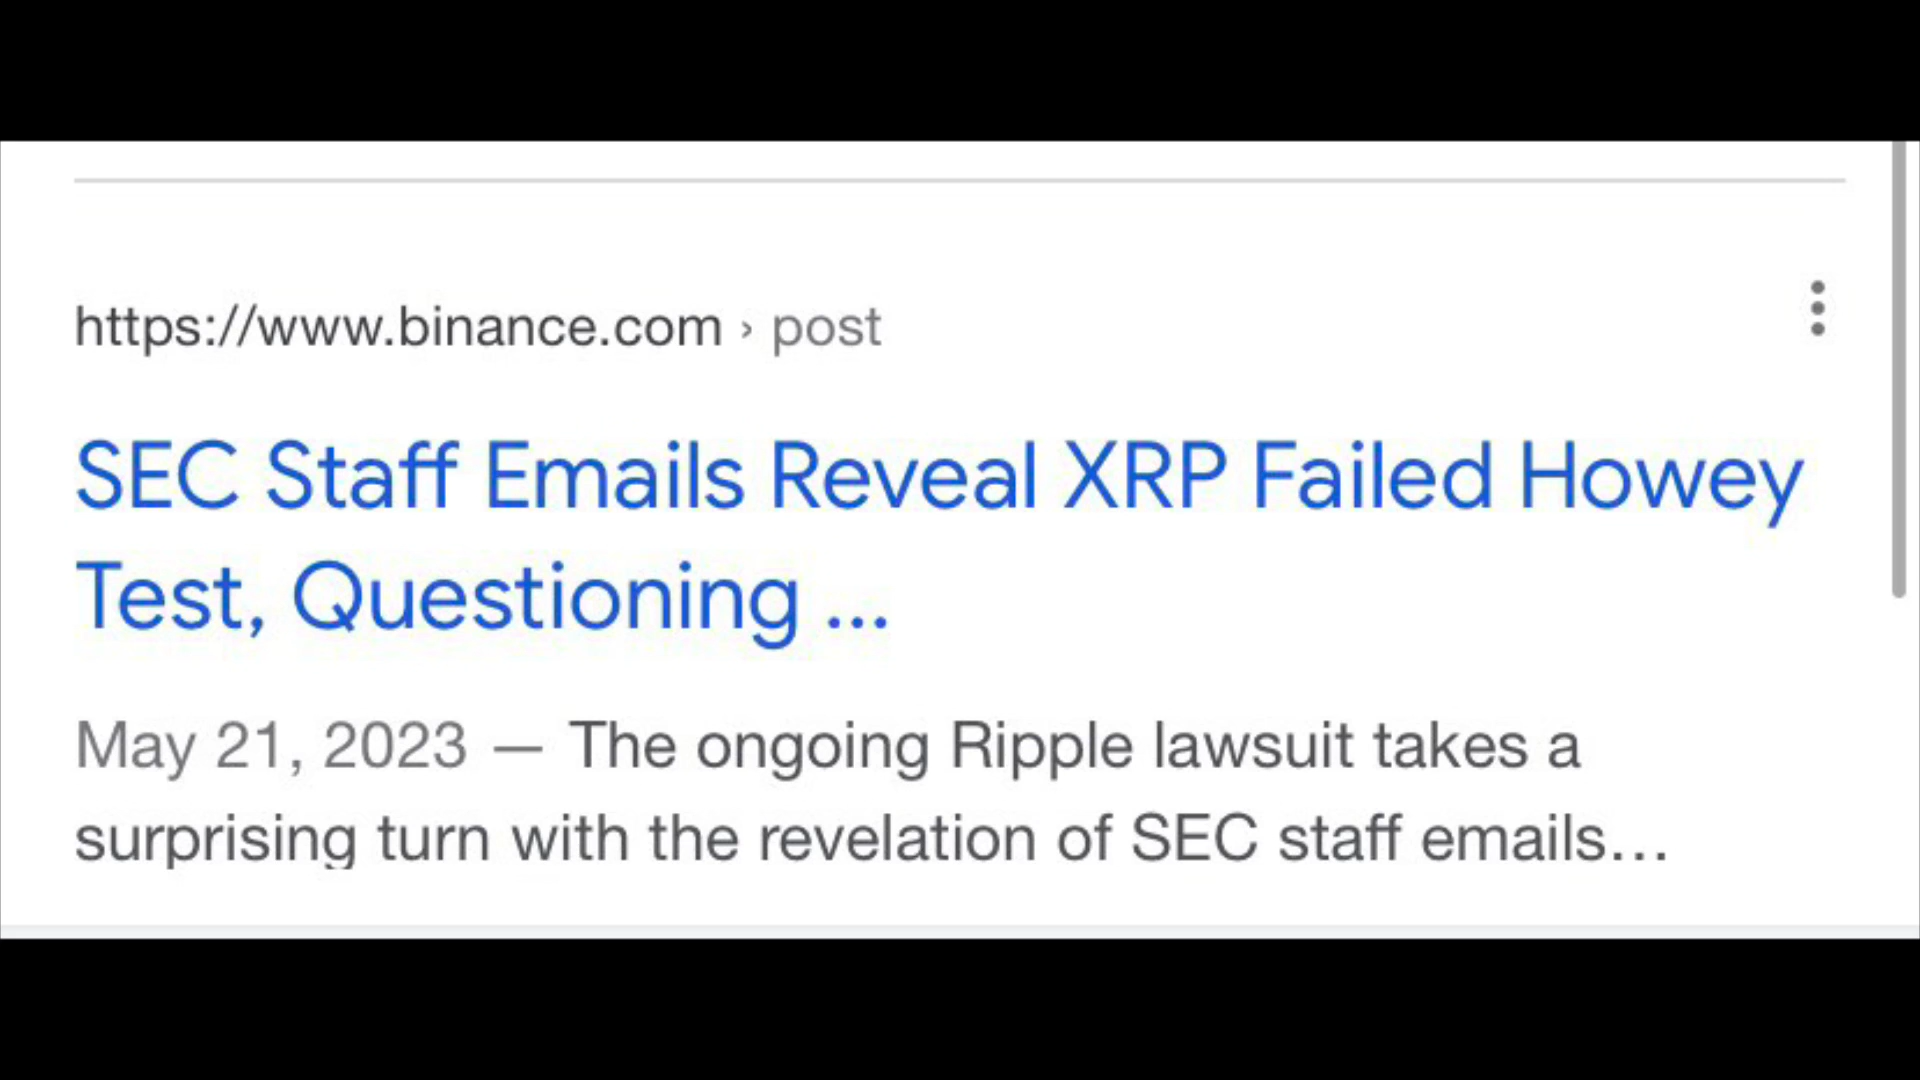 https://www.binance.com › post
SEC Staff Emails Reveal XRP Failed Howey
Test, Questioning ...
May 21, 2023 — The ongoing Ripple lawsuit takes a
surprising turn with the revelation of SEC staff emails...